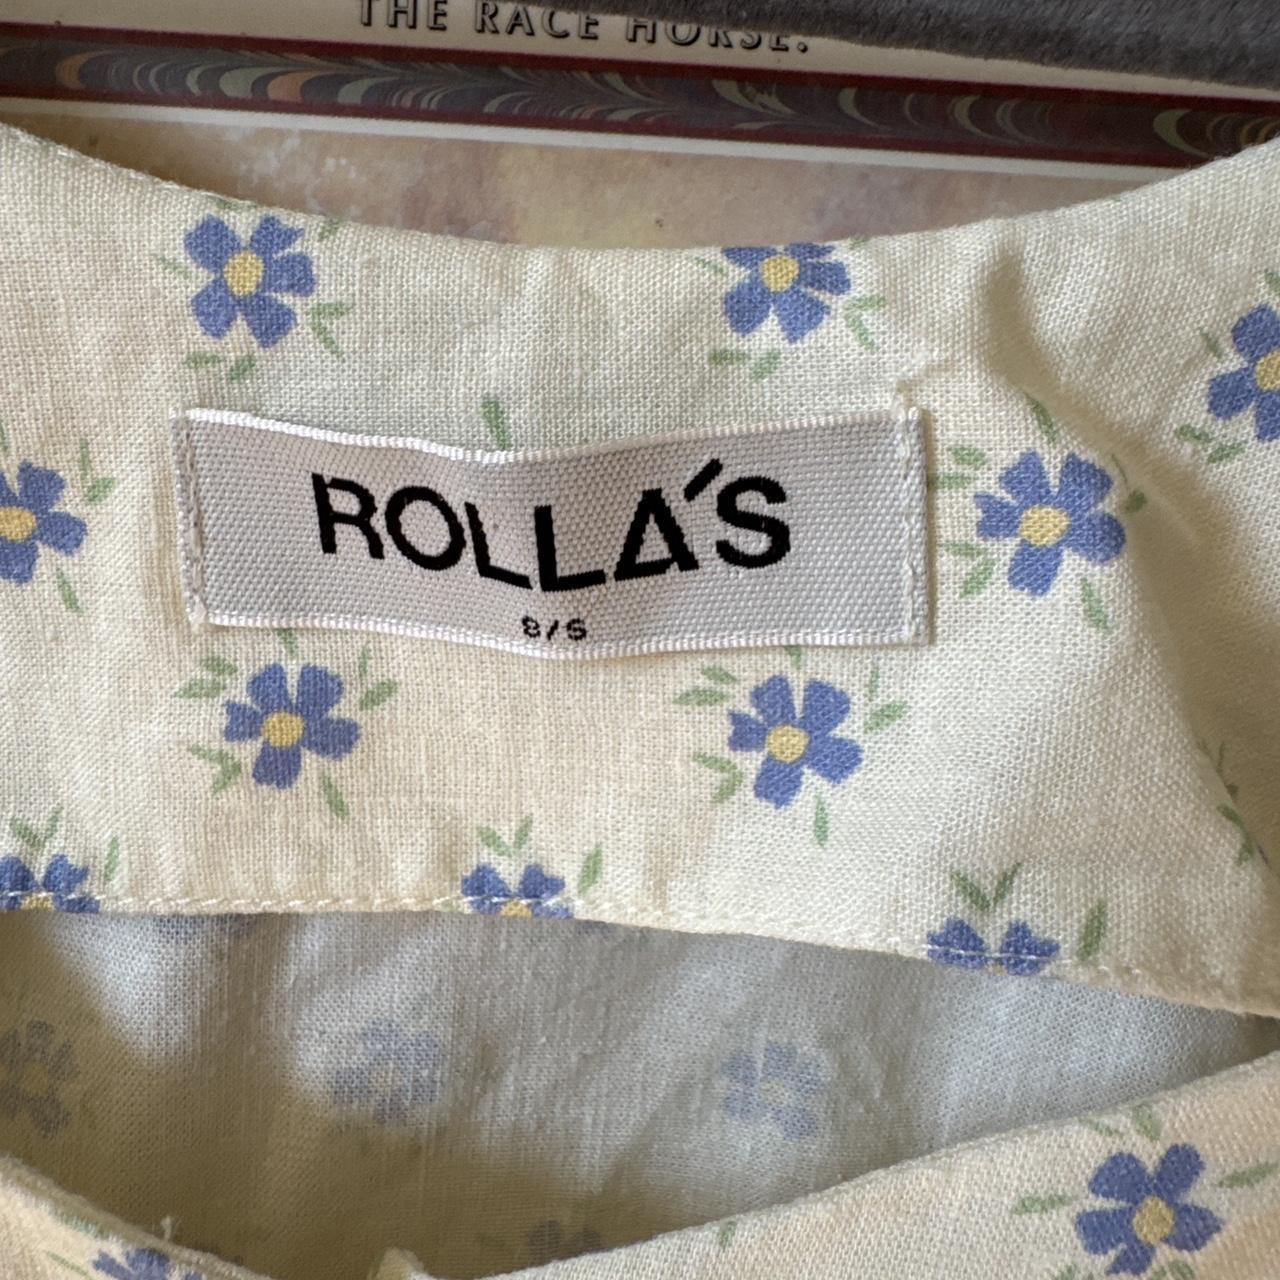 THE RACE HORSE.
ROLLA'S
8/S